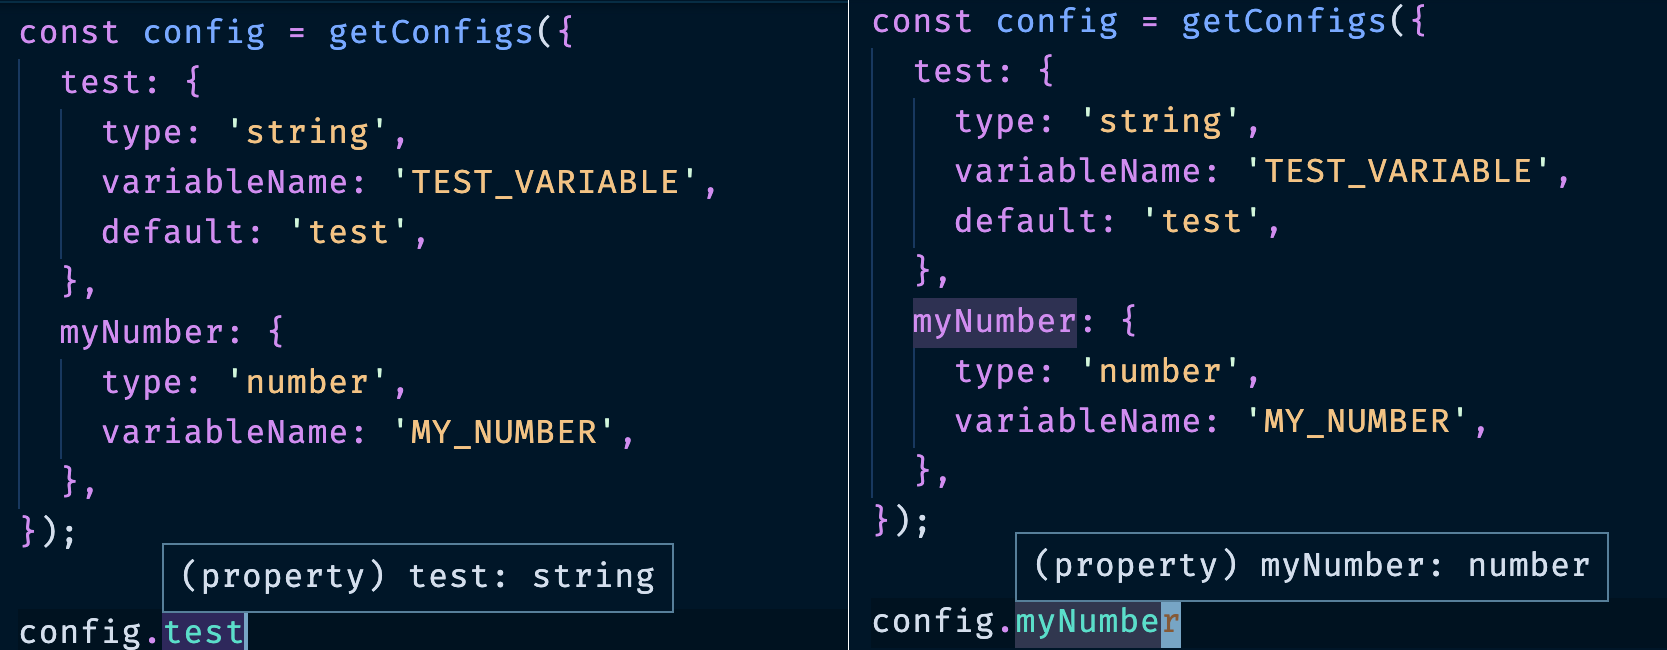 const config = getConfigs({
  test: {
    type: 'string',
    variableName: 'TEST_VARIABLE',
    default: 'test',
  },
  myNumber: {
    type: 'number',
    variableName: 'MY_NUMBER',
  },
});
(property) test: string
config.test
const config = getConfigs({
  test: {
    type: 'string',
    variableName: 'TEST_VARIABLE',
    default: 'test',
  },
  myNumber: {
    type: 'number',
    variableName: 'MY_NUMBER',
  },
});
(property) myNumber: number
config.myNumber